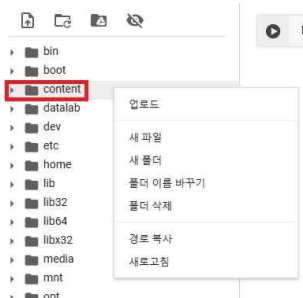 bin
boot
content
datalab
dev
etc
home
lib
lib32
lib64
libx32
media
mnt
opt
업로드
새 파일
새 폴더
폴더 이름 바꾸기
폴더 삭제
경로 복사
새로고침